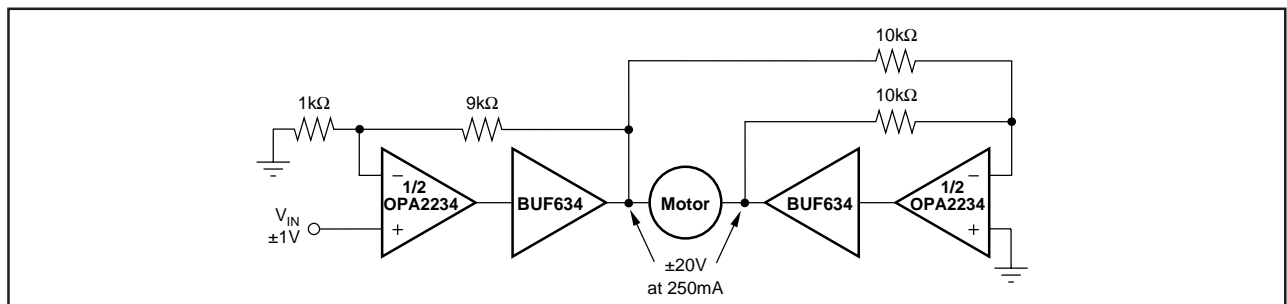 10kΩ
10kΩ
1kΩ
9kΩ
–
1/2
OPA2234
+
V_IN
±1V
BUF634
Motor
BUF634
–
1/2
OPA2234
+
±20V
at 250mA